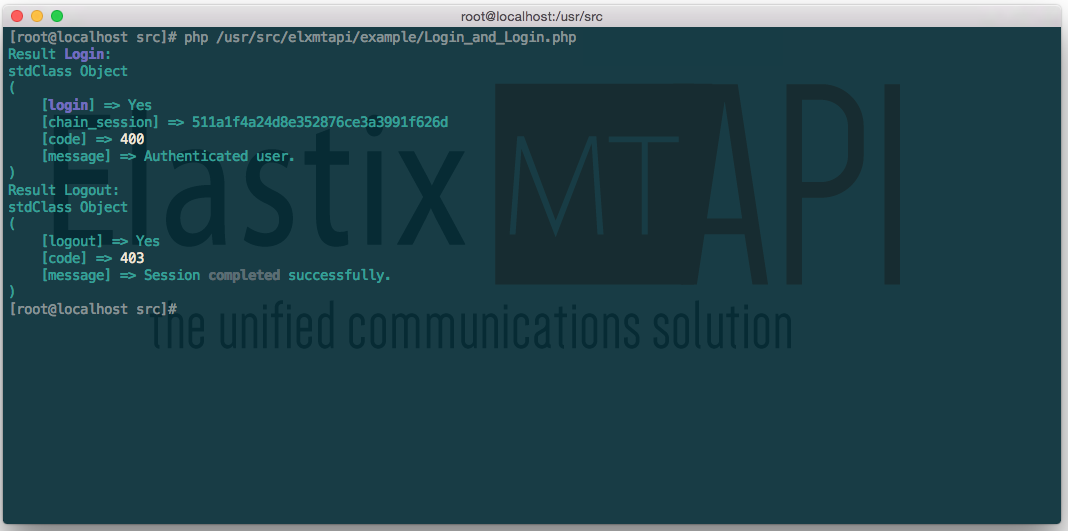 root@localhost:/usr/src
[root@localhost src]# php /usr/src/elxmtapi/example/Login_and_Login.php
Result Login:
stdClass Object
(
    [login] => Yes
    [chain_session] => 511a1f4a24d8e352876ce3a3991f626d
    [code] => 400
    [message] => Authenticated user.
)
Result Logout:
stdClass Object
(
    [logout] => Yes
    [code] => 403
    [message] => Session completed successfully.
)
[root@localhost src]#
Elastix MT API
the unified communications solution